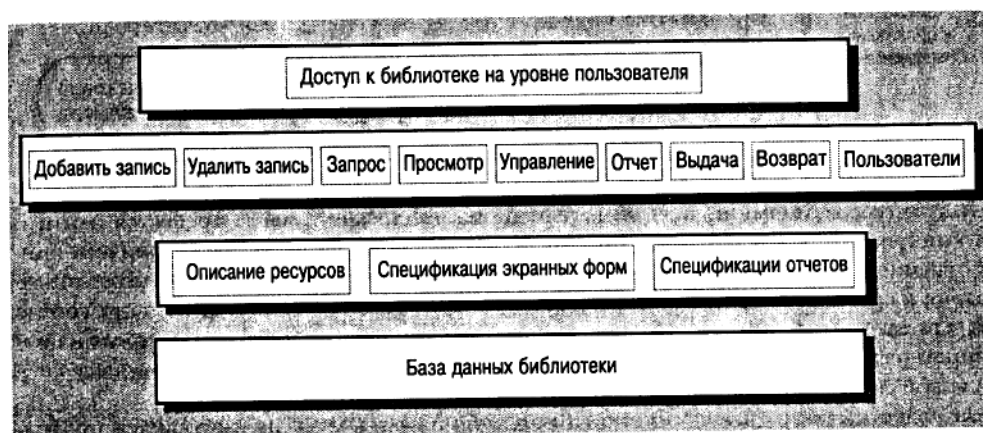 Доступ к библиотеке на уровне пользователя
Добавить запись Удалить запись Запрос Просмотр Управление Отчет Выдача Возврат Пользователи
Описание ресурсов Спецификация экранных форм Спецификации отчетов
База данных библиотеки